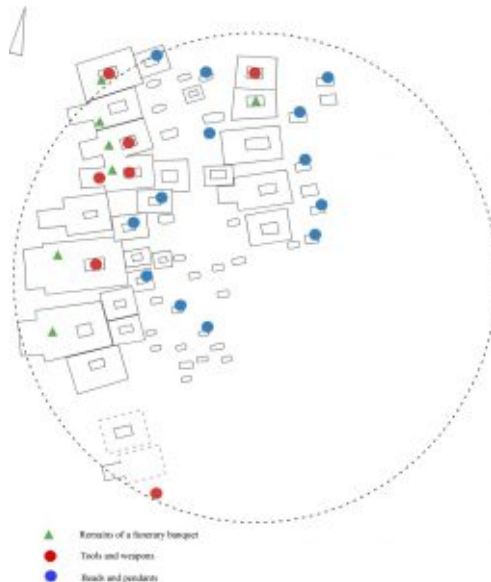 Remains of a funerary banquet
Tools and weapons
Beads and pendants